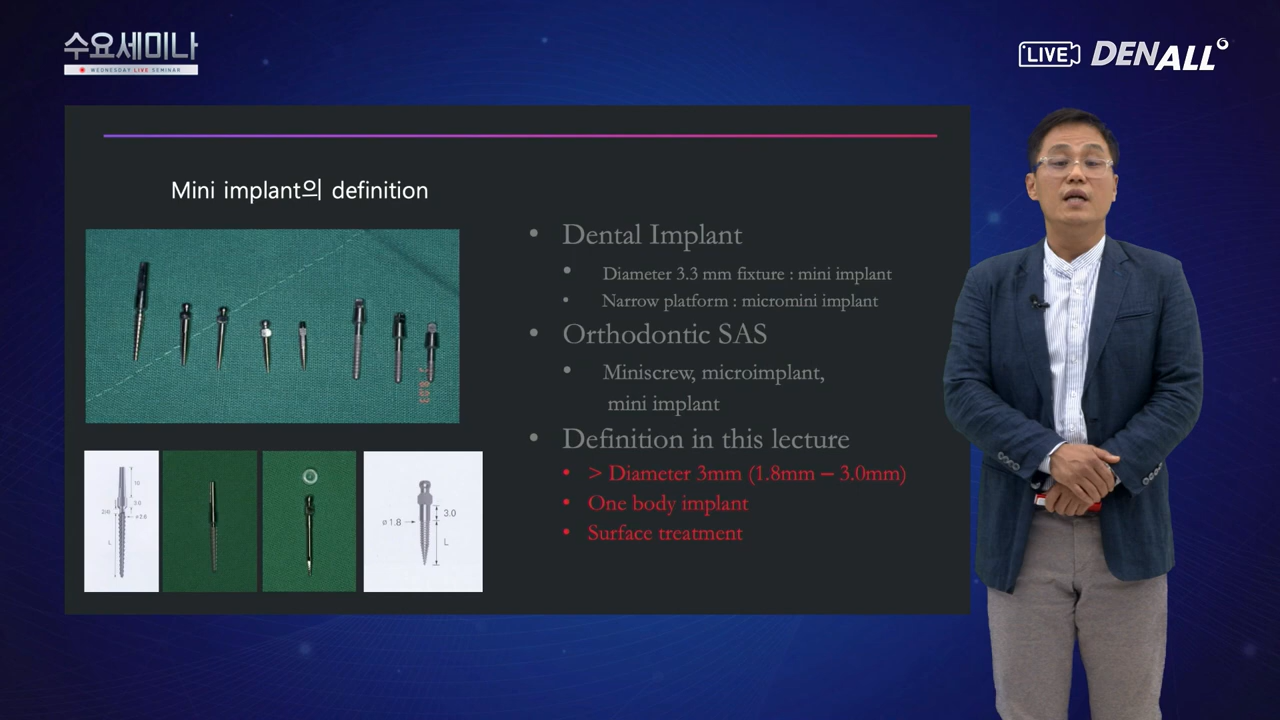 수요세미나
WEDNESDAY LIVE SEMINAR
LIVE
DENALL
Mini implant의 definition
• Dental Implant
• Diameter 3.3 mm fixture : mini implant
• Narrow platform : micromini implant
• Orthodontic SAS
• Miniscrew, microimplant,
mini implant
• Definition in this lecture
• > Diameter 3mm (1.8mm – 3.0mm)
• One body implant
• Surface treatment
10
3.0
L
ø 1.8
3.0
L